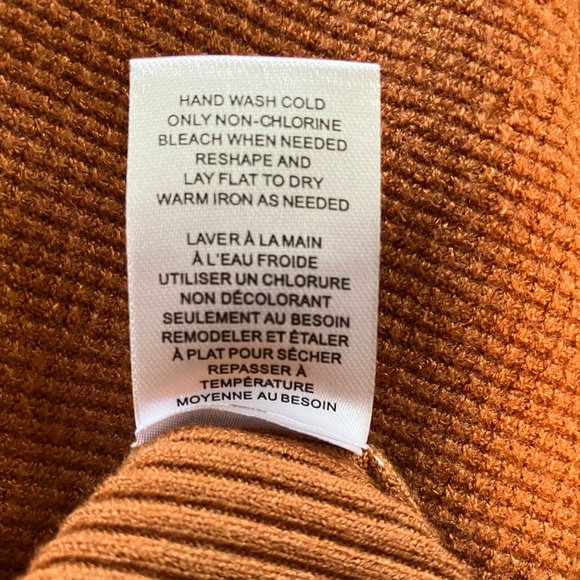 HAND WASH COLD
ONLY NON-CHLORINE
BLEACH WHEN NEEDED
RESHAPE AND
LAY FLAT TO DRY
WARM IRON AS NEEDED
LAVER À LA MAIN
À L'EAU FROIDE
UTILISER UN CHLORURE
NON DÉCOLORANT
SEULEMENT AU BESOIN
REMODELER ET ÉTALER
À PLAT POUR SÉCHER
REPASSER À
TEMPÉRATURE
MOYENNE AU BESOIN